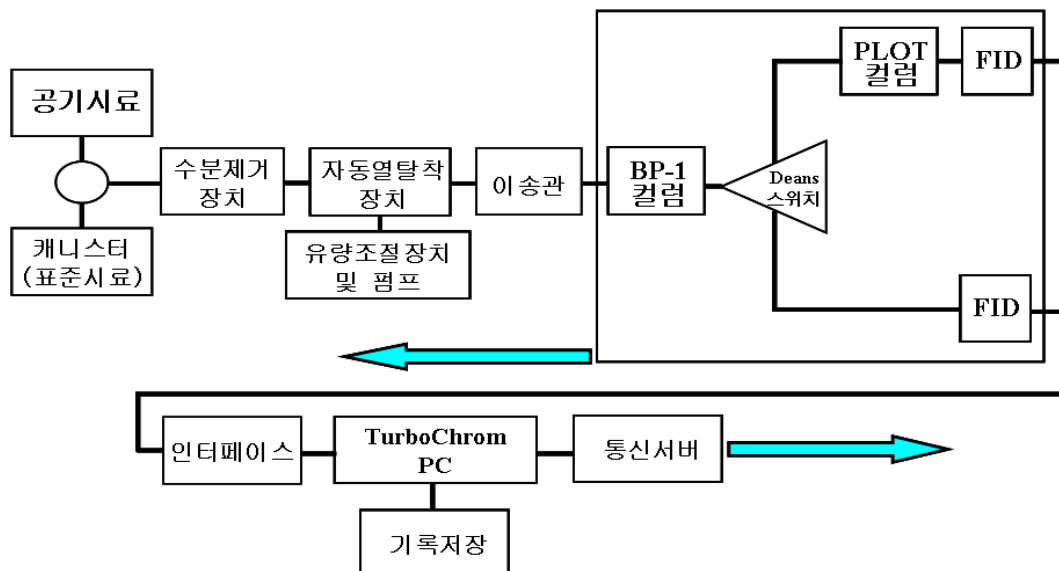 공기시료
캐니스터
(표준시료)
수분제거
장치
자동열탈착
장치
유량조절장치
및 펌프
이송관
BP-1
컬럼
Deans
스위치
PLOT
컬럼
FID
FID
인터페이스
TurboChrom
PC
기록저장
통신서버